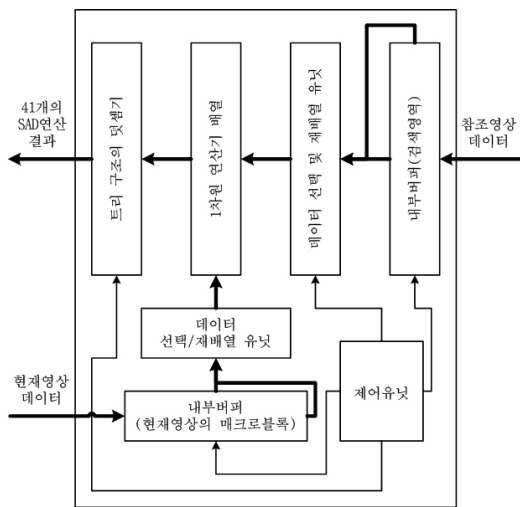 41개의
SAD연산
결과
트리 구조의 덧셈기
1차원 연산기 배열
데이터 선택 및 재배열 유닛
내부버퍼(검색영역)
참조영상
데이터
데이터
선택/재배열 유닛
제어유닛
현재영상
데이터
내부버퍼
(현재영상의 매크로블록)